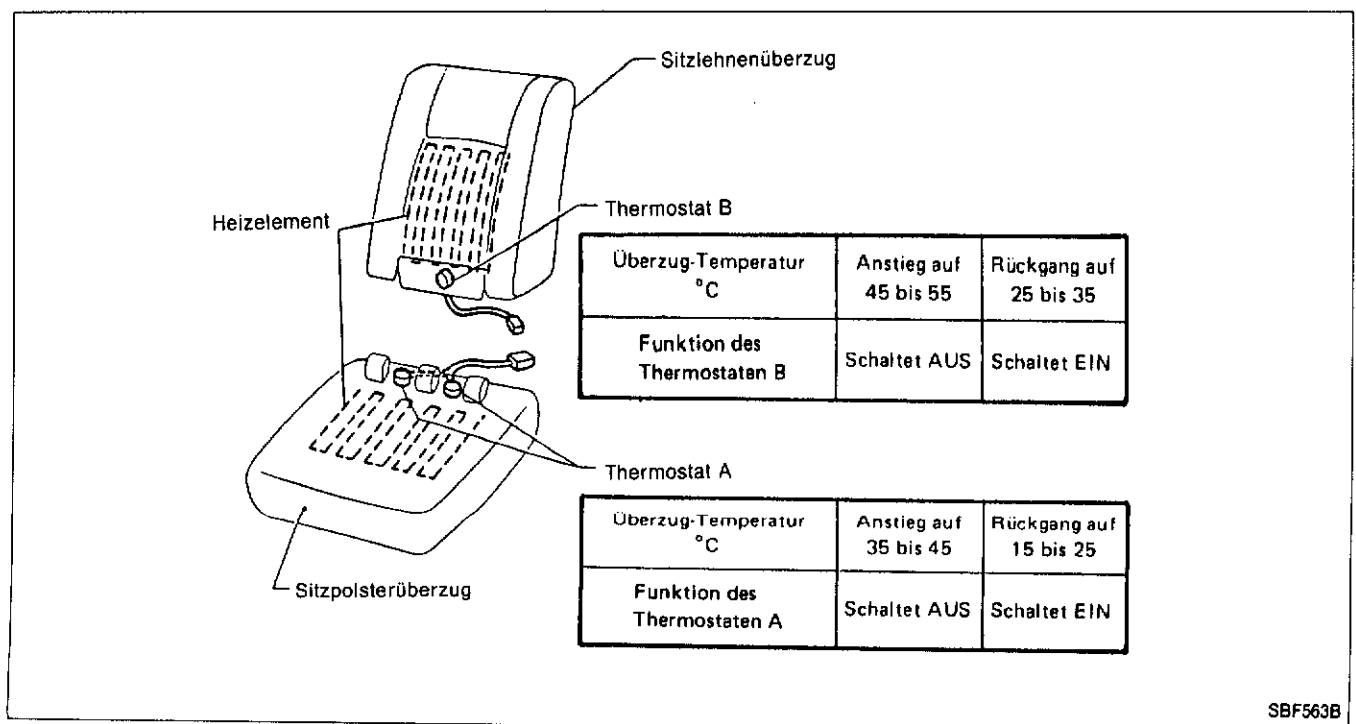 Sitzlehnenüberzug
Heizelement
Thermostat B
Überzug-Temperatur °C
Anstieg auf 45 bis 55
Rückgang auf 25 bis 35
Funktion des Thermostaten B
Schaltet AUS
Schaltet EIN
Thermostat A
Überzug-Temperatur °C
Anstieg auf 35 bis 45
Rückgang auf 15 bis 25
Funktion des Thermostaten A
Schaltet AUS
Schaltet EIN
Sitzpolsterüberzug
SBF563B